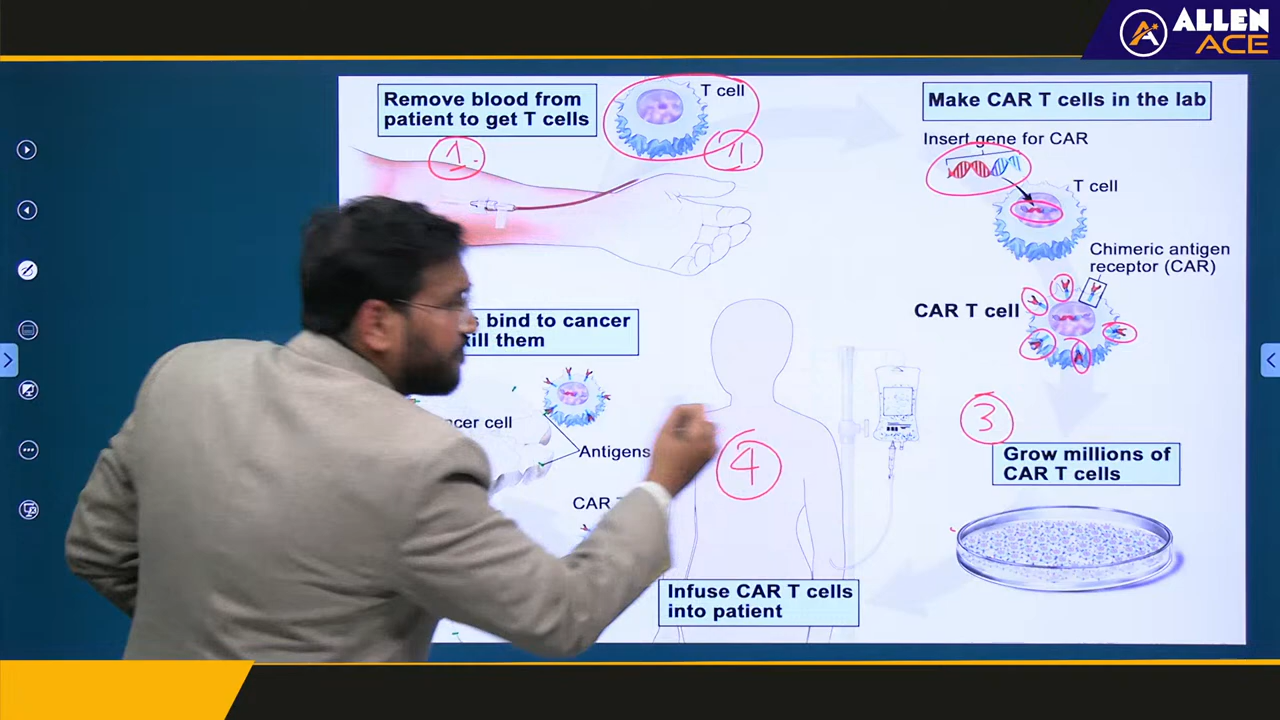 ALLEN
ACE
Remove blood from
patient to get T cells
T cell
1
1
Make CAR T cells in the lab
Insert gene for CAR
T cell
Chimeric antigen
receptor (CAR)
CAR T cell
bind to cancer
them
cell
Antigens
CAR
4
3
Grow millions of
CAR T cells
Infuse CAR T cells
into patient